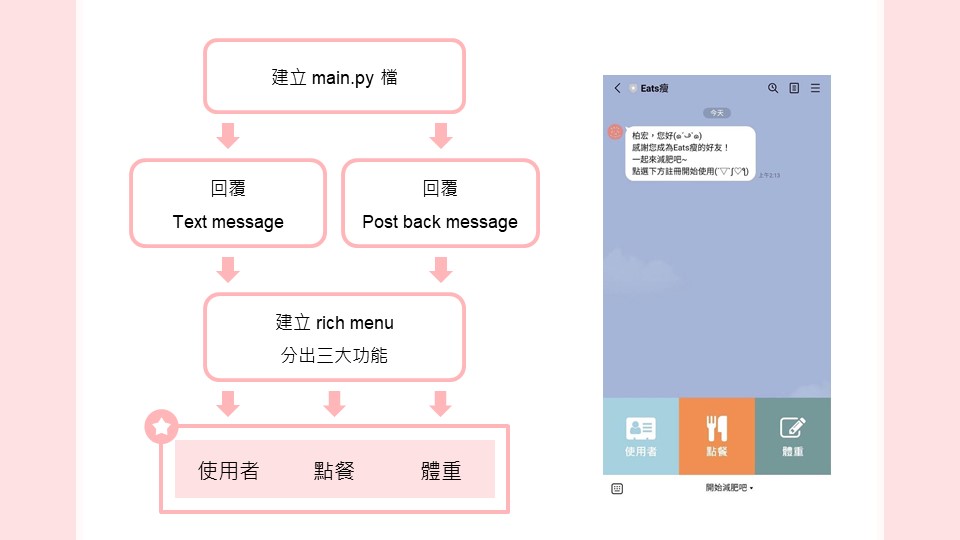 建立 main.py 檔
回覆
Text message
回覆
Post back message
建立 rich menu
分出三大功能
使用者
點餐
體重
Eats瘦
今天
柏宏，您好(๑´ڡ`๑)
感謝您成為Eats瘦的好友！
一起來減肥吧~
點選下方註冊開始使用(´▽`ʃ♡ƪ)
上午2:13
使用者
點餐
體重
開始減肥吧